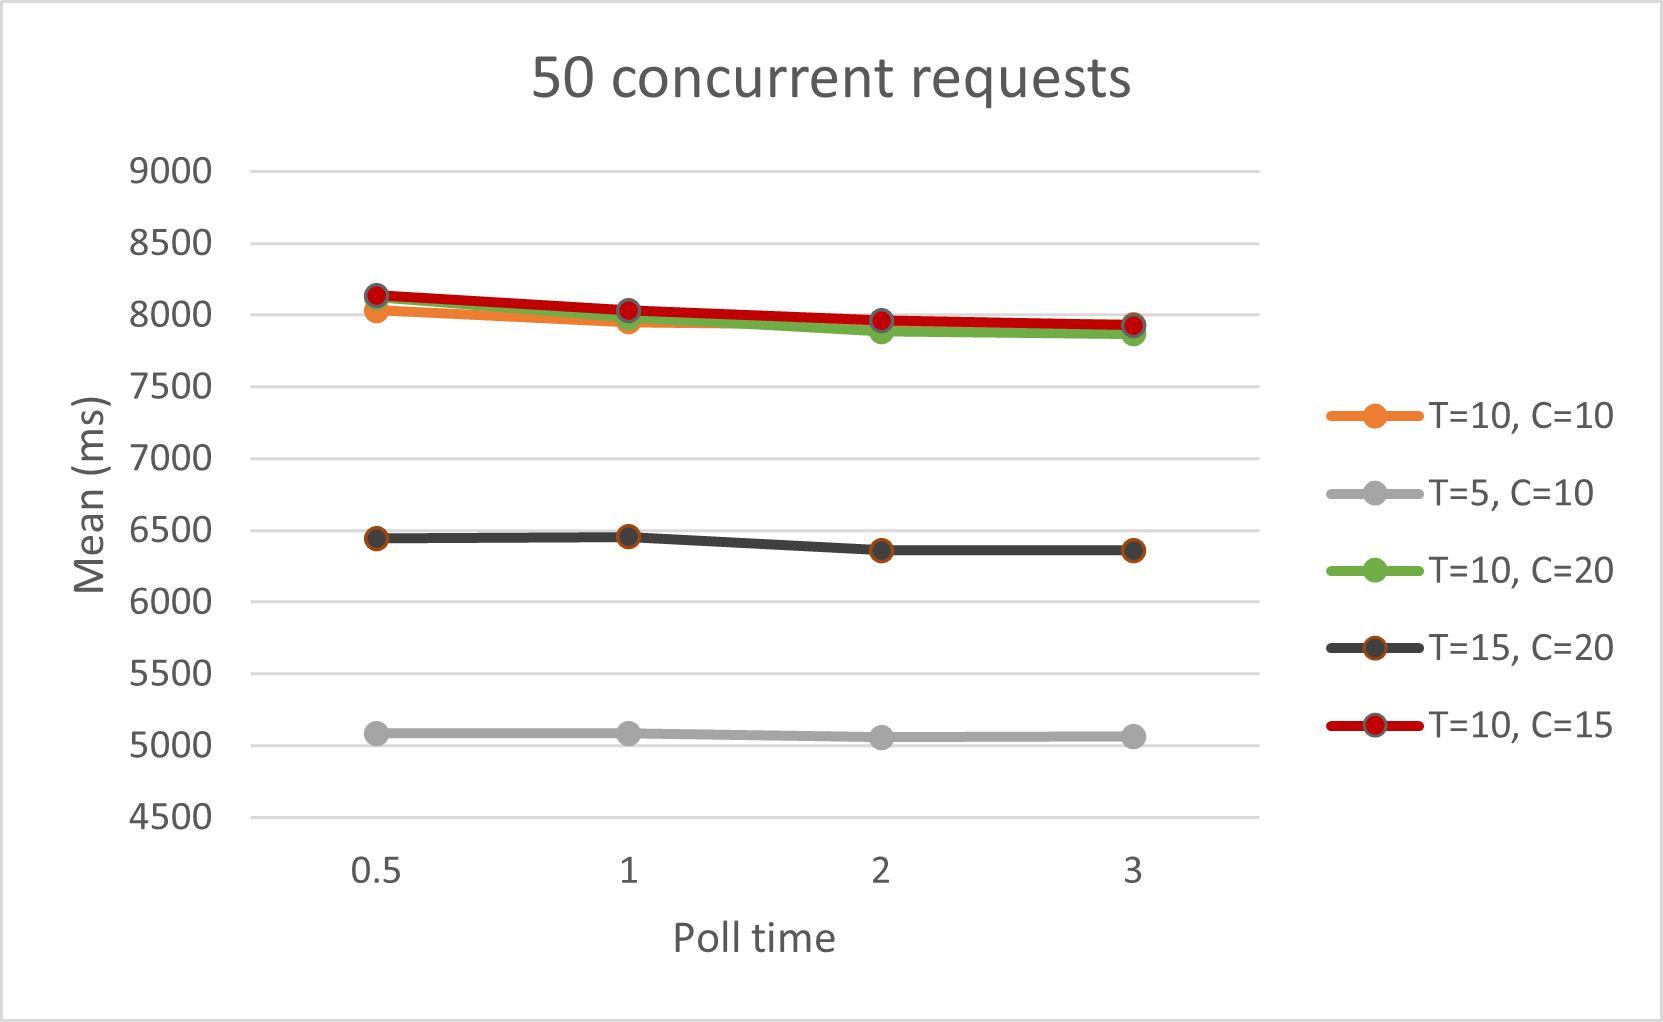 50 concurrent requests
9000
8500
8000
7500
7000
6500
6000
5500
5000
4500
Mean (ms)
0.5 1 2 3
Poll time
T=10, C=10
T=5, C=10
T=10, C=20
T=15, C=20
T=10, C=15